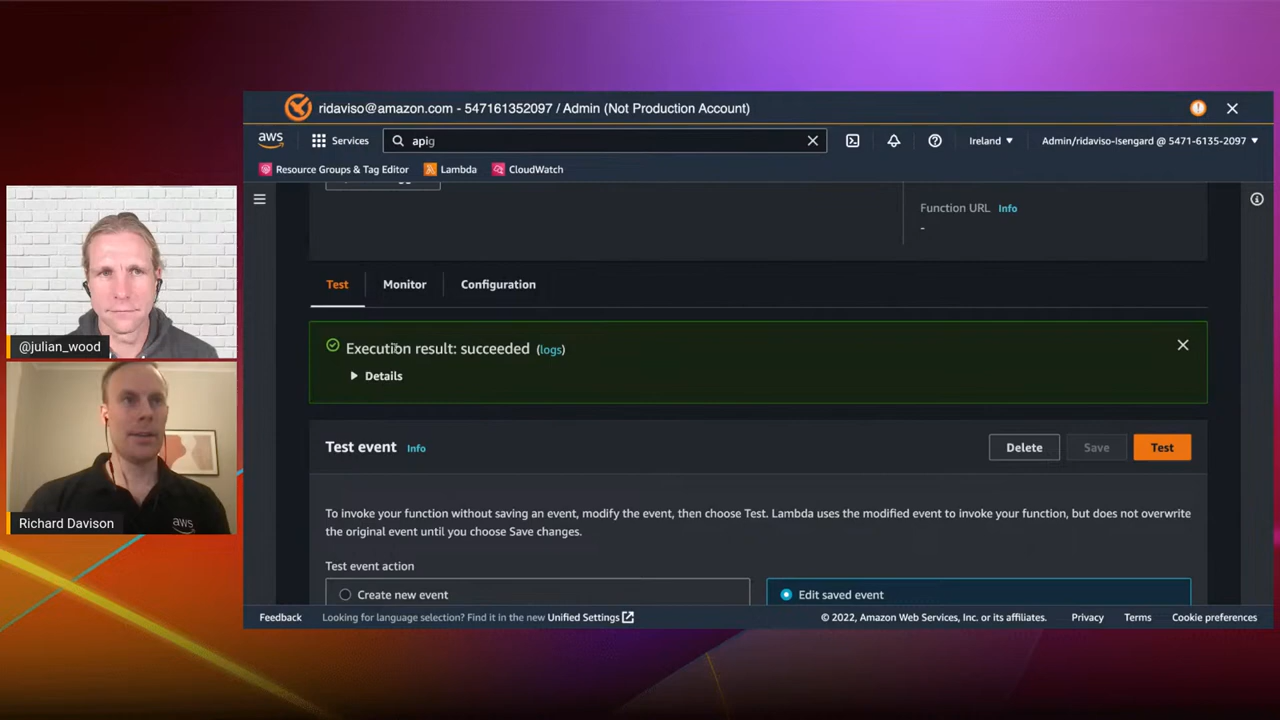 ridaviso@amazon.com - 547161352097 / Admin (Not Production Account)
aws
Services
apig
Ireland
Admin/ridaviso-Isengard @ 5471-6135-2097
Resource Groups & Tag Editor
Lambda
CloudWatch
Function URL Info
-
Test
Monitor
Configuration
Execution result: succeeded (logs)
Details
Test event Info
Delete
Save
Test
To invoke your function without saving an event, modify the event, then choose Test. Lambda uses the modified event to invoke your function, but does not overwrite
the original event until you choose Save changes.
Test event action
Create new event
Edit saved event
Feedback
Looking for language selection? Find it in the new Unified Settings
© 2022, Amazon Web Services, Inc. or its affiliates.
Privacy
Terms
Cookie preferences
@julian_wood
aws
Richard Davison